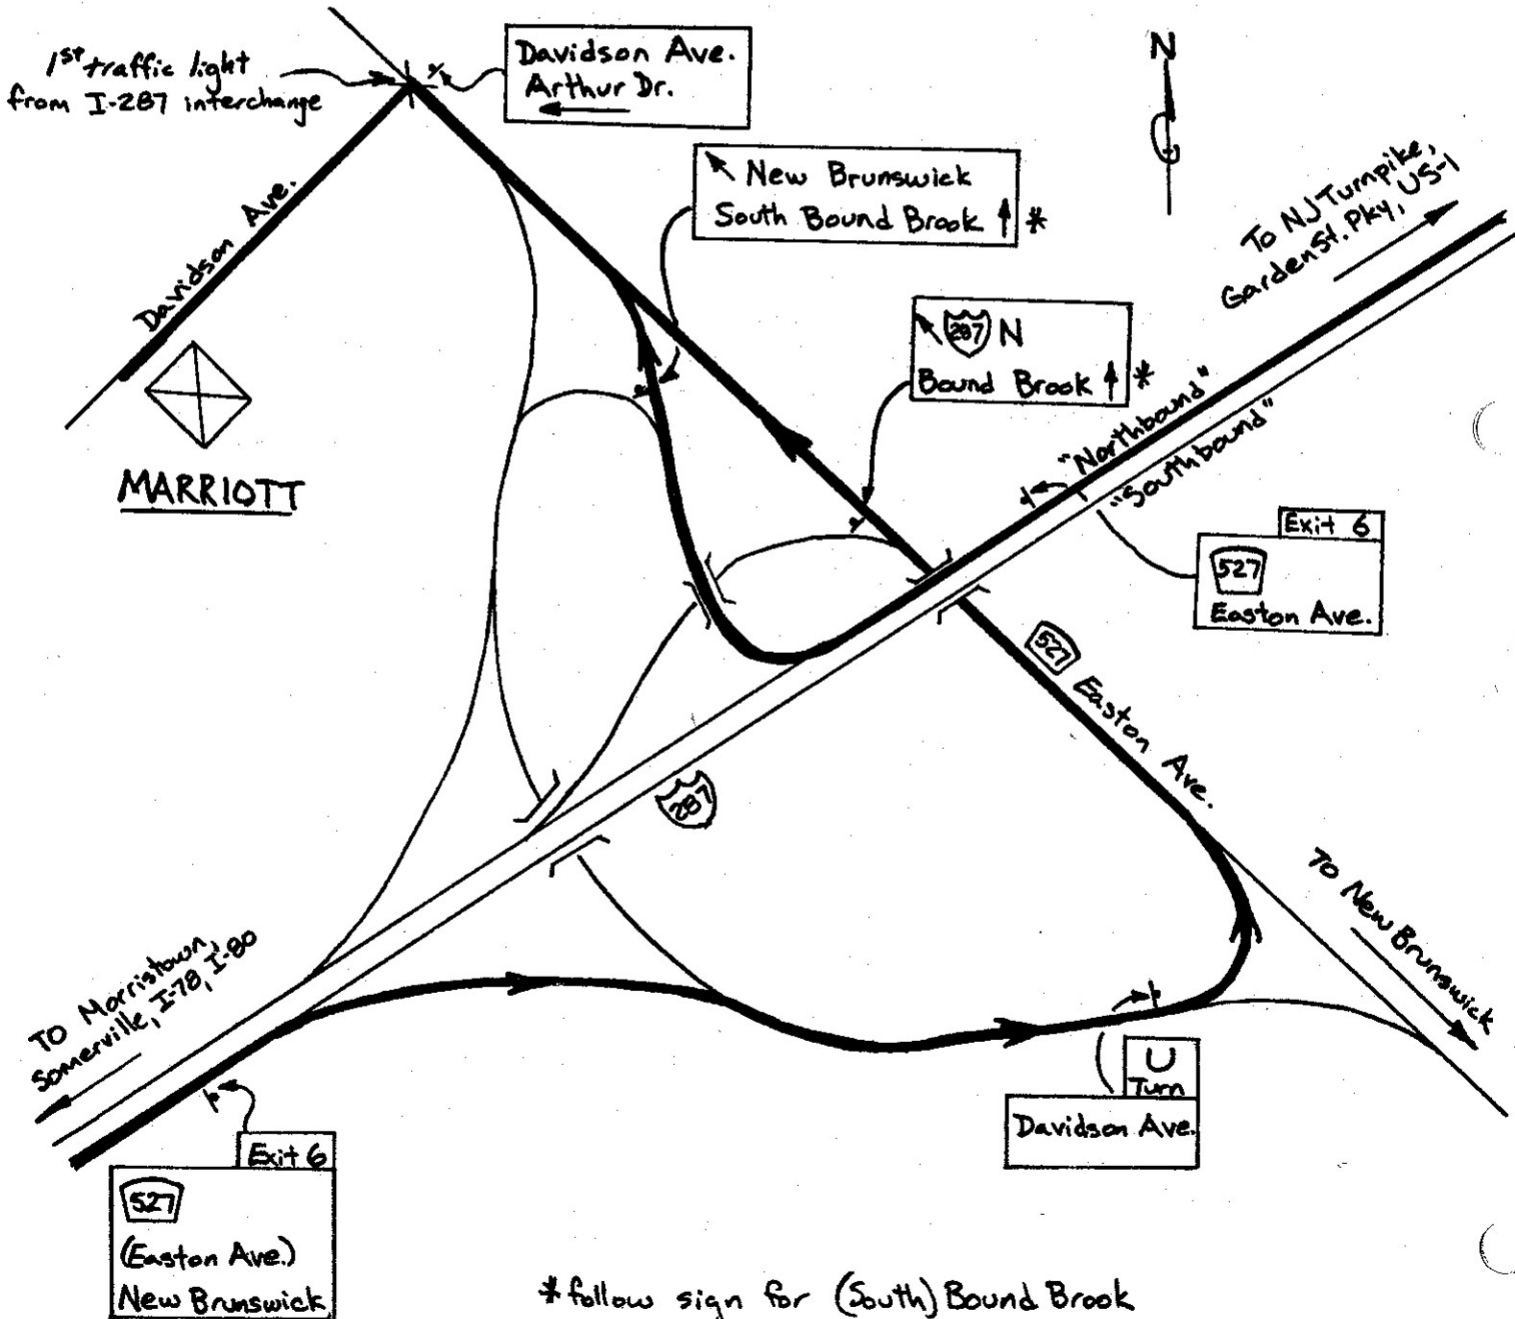 1st traffic light
from I-287 interchange
Davidson Ave.
Arthur Dr.
N
New Brunswick
South Bound Brook *
To NJ Turnpike,
Garden St. Pky, US-1
Davidson Ave.
287 N
Bound Brook *
"Northbound"
"Southbound"
MARRIOTT
Exit 6
527
Easton Ave.
527 Easton Ave.
287
To New Brunswick
To Morristown,
Somerville, I-78, I-80
U
Turn
Davidson Ave.
Exit 6
527
(Easton Ave.)
New Brunswick
*follow sign for (South) Bound Brook